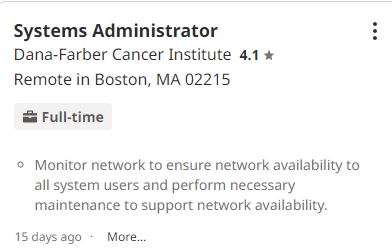 Systems Administrator
Dana-Farber Cancer Institute 4.1 ★
Remote in Boston, MA 02215
Full-time
Monitor network to ensure network availability to
all system users and perform necessary
maintenance to support network availability.
15 days ago · More...